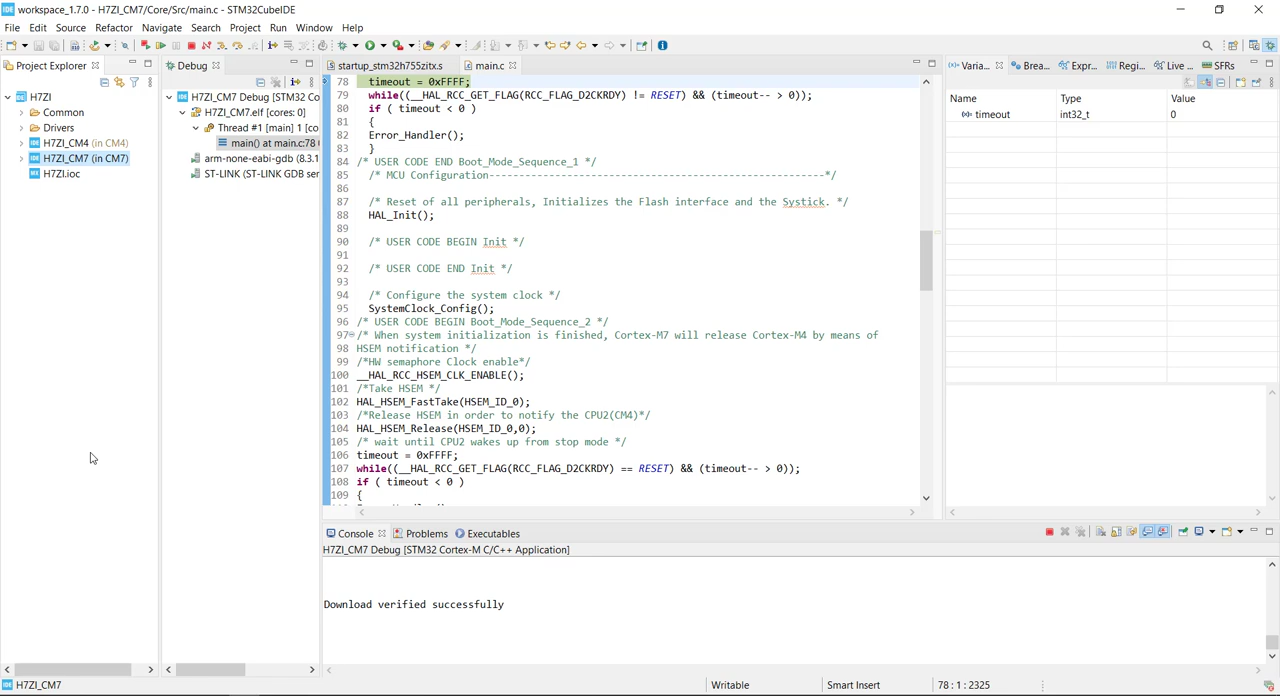 workspace_1.7.0 - H7ZI_CM7/Core/Src/main.c - STM32CubeIDE
File Edit Source Refactor Navigate Search Project Run Window Help
Project Explorer
H7ZI
Common
Drivers
H7ZI_CM4 (in CM4)
H7ZI_CM7 (in CM7)
H7ZI.ioc
Debug
H7ZI_CM7 Debug [STM32 Co
H7ZI_CM7.elf [cores: 0]
Thread #1 [main] 1 [co
main() at main.c:78
arm-none-eabi-gdb (8.3.1
ST-LINK (ST-LINK GDB ser
startup_stm32h755zitx.s main.c
78 timeout = 0xFFFF;
79 while((__HAL_RCC_GET_FLAG(RCC_FLAG_D2CKRDY) != RESET) && (timeout-- > 0));
80 if ( timeout < 0 )
81 {
82 Error_Handler();
83 }
84 /* USER CODE END Boot_Mode_Sequence_1 */
85 /* MCU Configuration--------------------------------------------------------*/
86
87 /* Reset of all peripherals, Initializes the Flash interface and the Systick. */
88 HAL_Init();
89
90 /* USER CODE BEGIN Init */
91
92 /* USER CODE END Init */
93
94 /* Configure the system clock */
95 SystemClock_Config();
96 /* USER CODE BEGIN Boot_Mode_Sequence_2 */
97 /* When system initialization is finished, Cortex-M7 will release Cortex-M4 by means of
98 HSEM notification */
99 /*HW semaphore Clock enable*/
100 __HAL_RCC_HSEM_CLK_ENABLE();
101 /*Take HSEM */
102 HAL_HSEM_FastTake(HSEM_ID_0);
103 /*Release HSEM in order to notify the CPU2(CM4)*/
104 HAL_HSEM_Release(HSEM_ID_0,0);
105 /* wait until CPU2 wakes up from stop mode */
106 timeout = 0xFFFF;
107 while((__HAL_RCC_GET_FLAG(RCC_FLAG_D2CKRDY) == RESET) && (timeout-- > 0));
108 if ( timeout < 0 )
109 {
Varia... Brea... Expr... Regi... Live ... SFRs
Name Type Value
timeout int32_t 0
Console Problems Executables
H7ZI_CM7 Debug [STM32 Cortex-M C/C++ Application]
Download verified successfully
H7ZI_CM7 Writable Smart Insert 78 : 1 : 2325